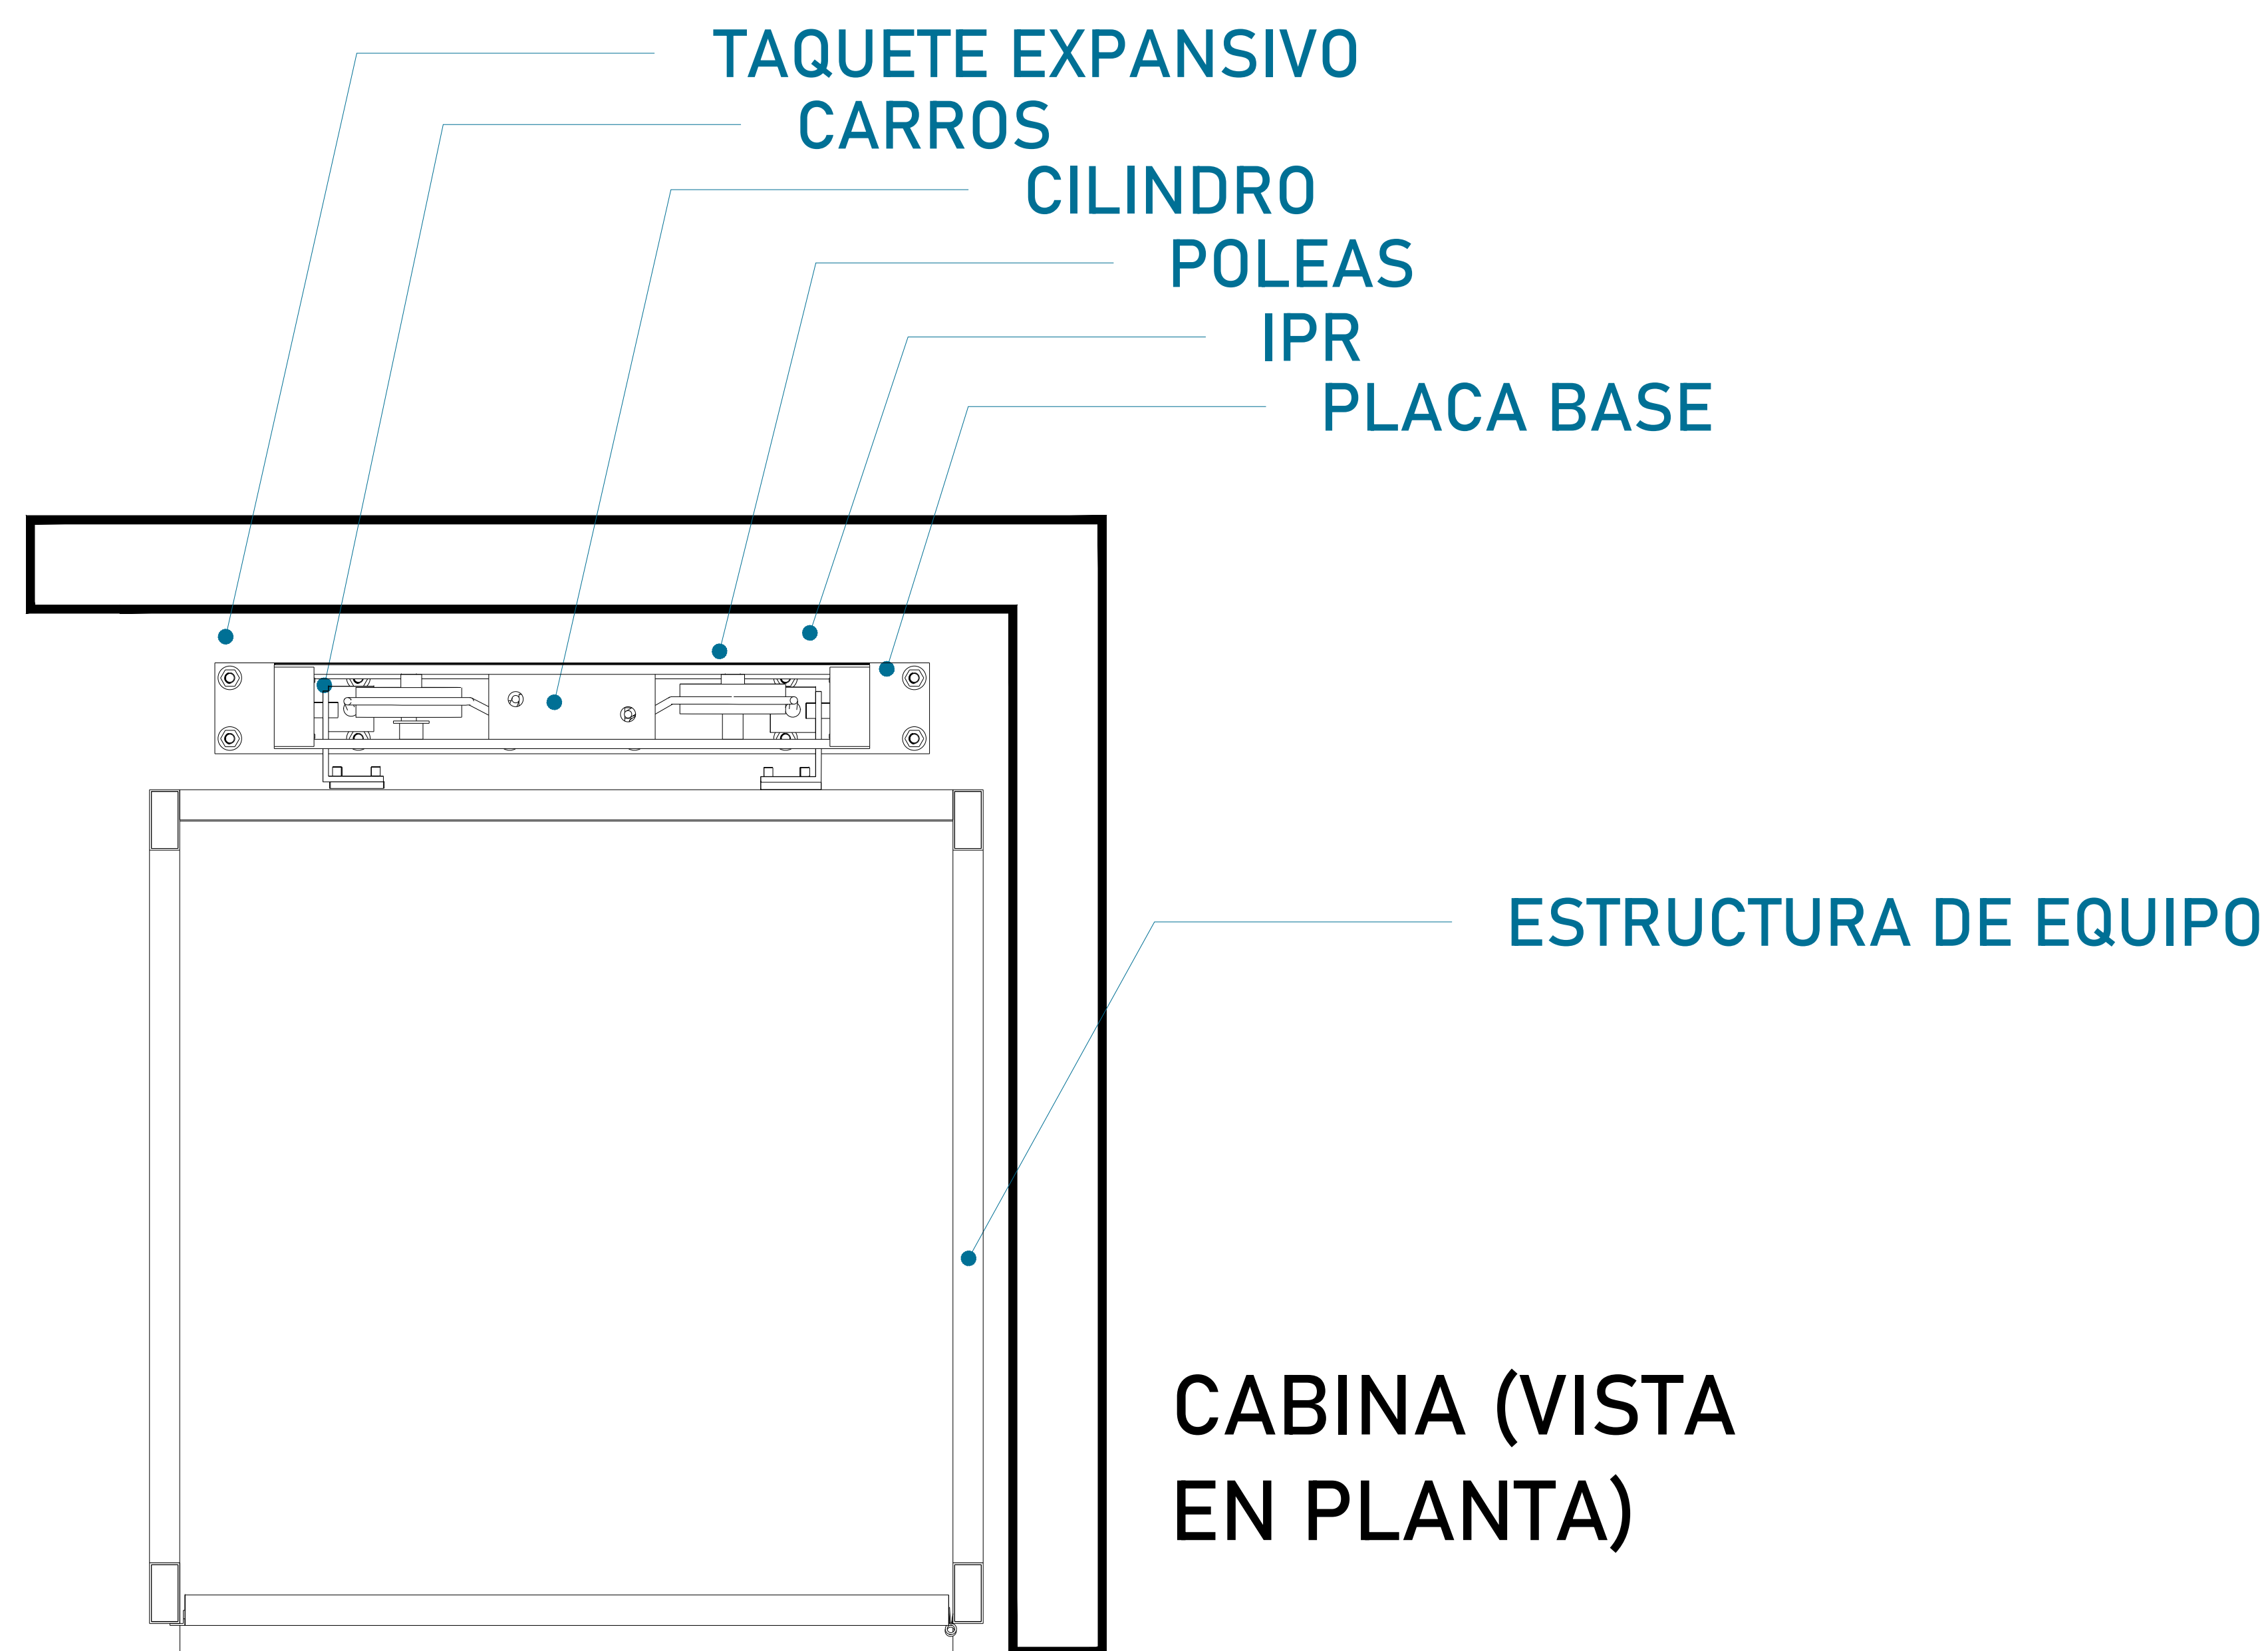 TAQUETE EXPANSIVO
CARROS
CILINDRO
POLEAS
IPR
PLACA BASE
ESTRUCTURA DE EQUIPO
CABINA (VISTA
EN PLANTA)